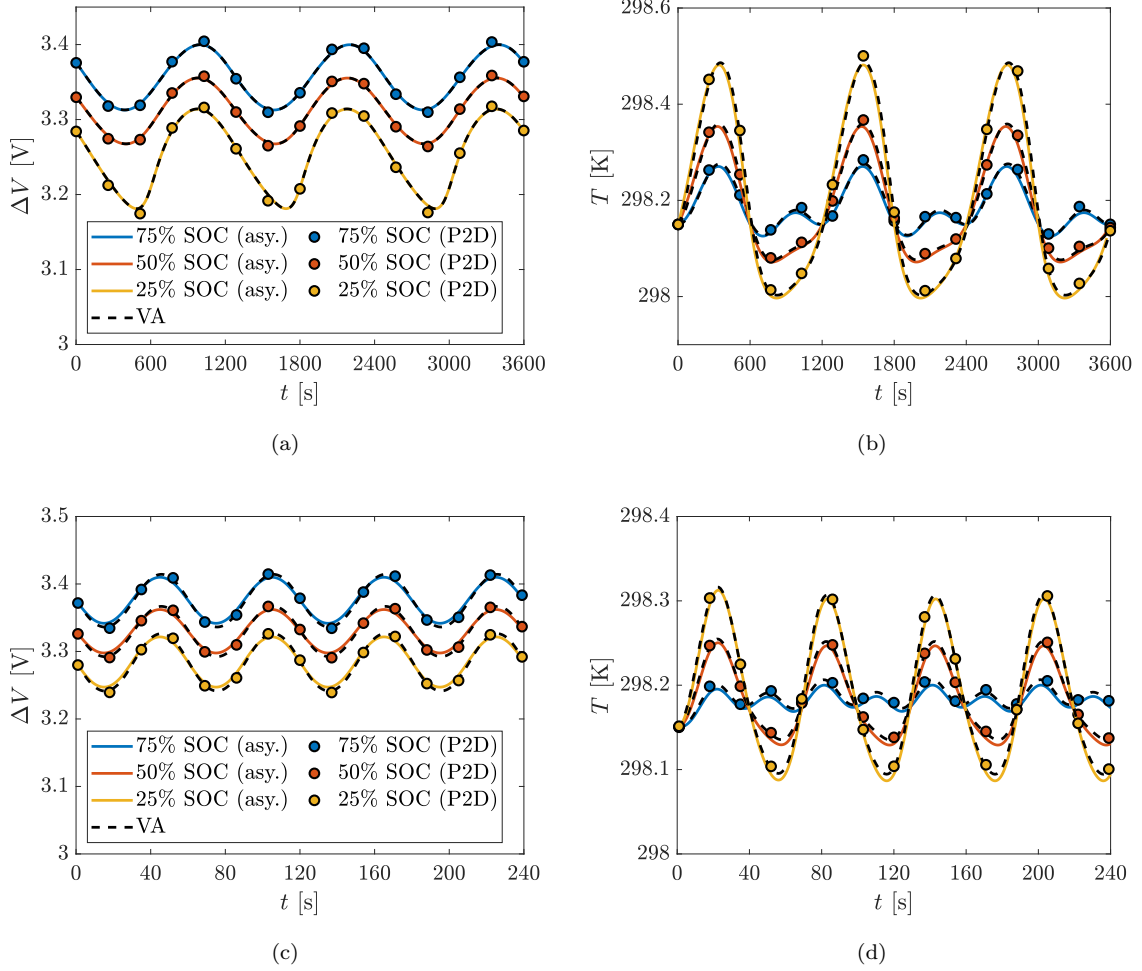 3.4
3.3
3.2
3.1
3
ΔV [V]
75% SOC (asy.) 75% SOC (P2D)
50% SOC (asy.) 50% SOC (P2D)
25% SOC (asy.) 25% SOC (P2D)
VA
0 600 1200 1800 2400 3000 3600
t [s]
(a)
298.6
298.4
298.2
298
T [K]
0 600 1200 1800 2400 3000 3600
t [s]
(b)
3.5
3.4
3.3
3.2
3
ΔV [V]
75% SOC (asy.) 75% SOC (P2D)
50% SOC (asy.) 50% SOC (P2D)
25% SOC (asy.) 25% SOC (P2D)
VA
0 40 80 120 160 200 240
t [s]
(c)
298.4
298.3
298.2
298.1
298
T [K]
0 40 80 120 160 200 240
t [s]
(d)